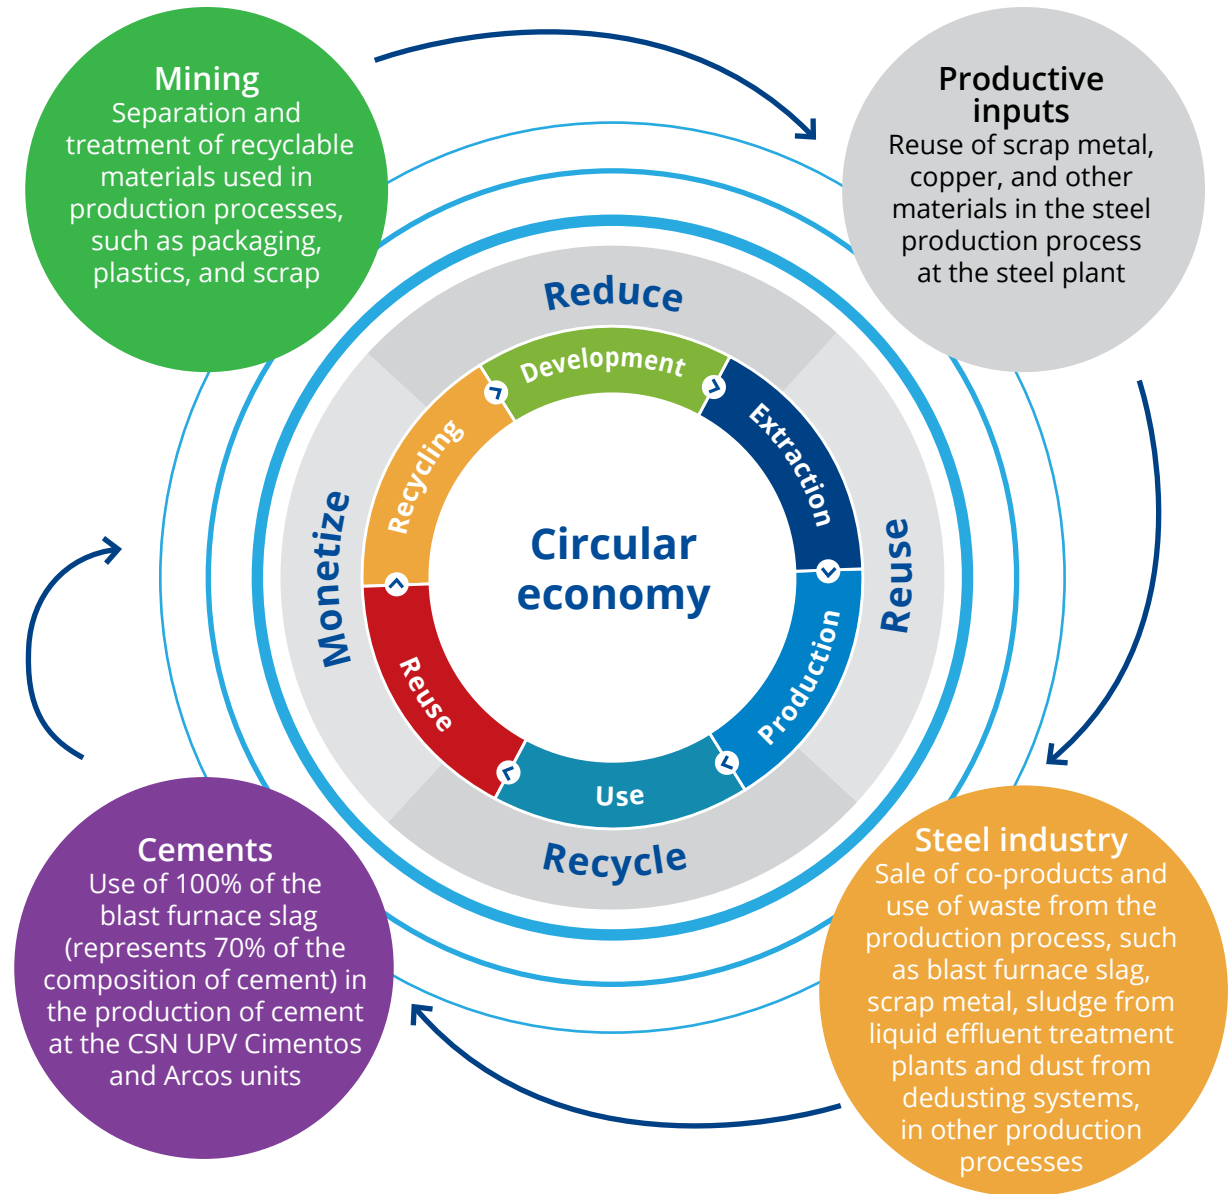 Mining
Separation and
treatment of recyclable
materials used in
production processes,
such as packaging,
plastics, and scrap
Productive
inputs
Reuse of scrap metal,
copper, and other
materials in the steel
production process
at the steel plant
Reduce
Reuse
Recycle
Monetize
Development
Extraction
Production
Use
Reuse
Recycling
Circular
economy
Cements
Use of 100% of the
blast furnace slag
(represents 70% of the
composition of cement) in
the production of cement
at the CSN UPV Cimentos
and Arcos units
Steel industry
Sale of co-products and
use of waste from the
production process, such
as blast furnace slag,
scrap metal, sludge from
liquid effluent treatment
plants and dust from
dedusting systems,
in other production
processes